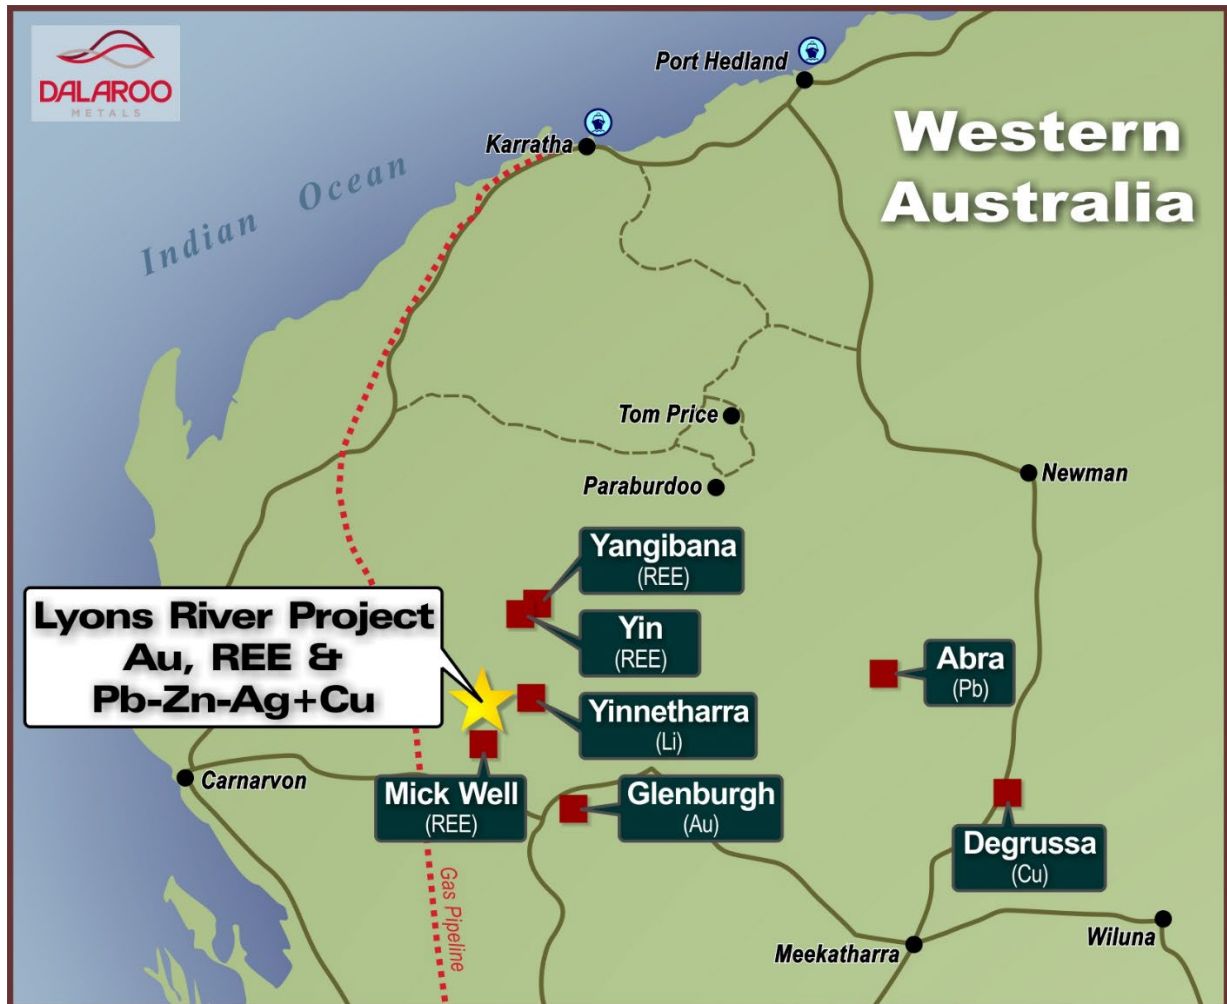 DALAROO
METALS
Port Hedland
Karratha
Western
Australia
Indian Ocean
Tom Price
Newman
Paraburdoo
Yangibana
(REE)
Lyons River Project
Au, REE &
Pb-Zn-Ag+Cu
Yin
(REE)
Abra
(Pb)
Yinnetharra
(Li)
Carnarvon
Mick Well
(REE)
Glenburgh
(Au)
Degrussa
(Cu)
Gas Pipeline
Meekatharra
Wiluna